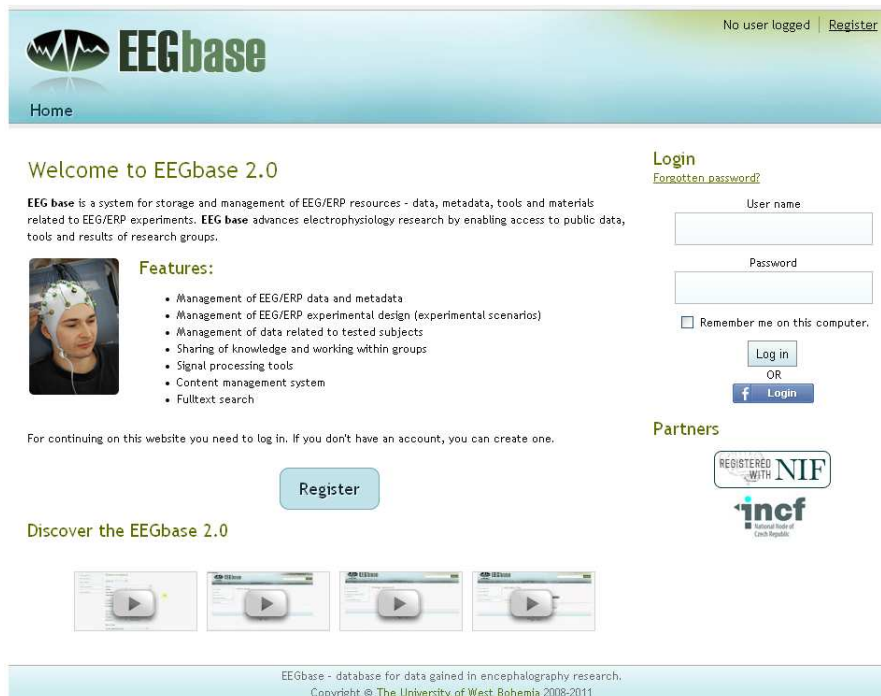 No user logged | Register
EEGbase
Home
Welcome to EEGbase 2.0
EEG base is a system for storage and management of EEG/ERP resources - data, metadata, tools and materials
related to EEG/ERP experiments. EEG base advances electrophysiology research by enabling access to public data,
tools and results of research groups.
Features:
• Management of EEG/ERP data and metadata
• Management of EEG/ERP experimental design (experimental scenarios)
• Management of data related to tested subjects
• Sharing of knowledge and working within groups
• Signal processing tools
• Content management system
• Fulltext search
For continuing on this website you need to log in. If you don't have an account, you can create one.
Register
Discover the EEGbase 2.0
Login
Forgotten password?
User name
Password
Remember me on this computer.
Log in
OR
f Login
Partners
REGISTERED
WITH NIF
incf
National Node of
Czech Republic
EEGbase - database for data gained in encephalography research.
Copyright © The University of West Bohemia 2008-2011